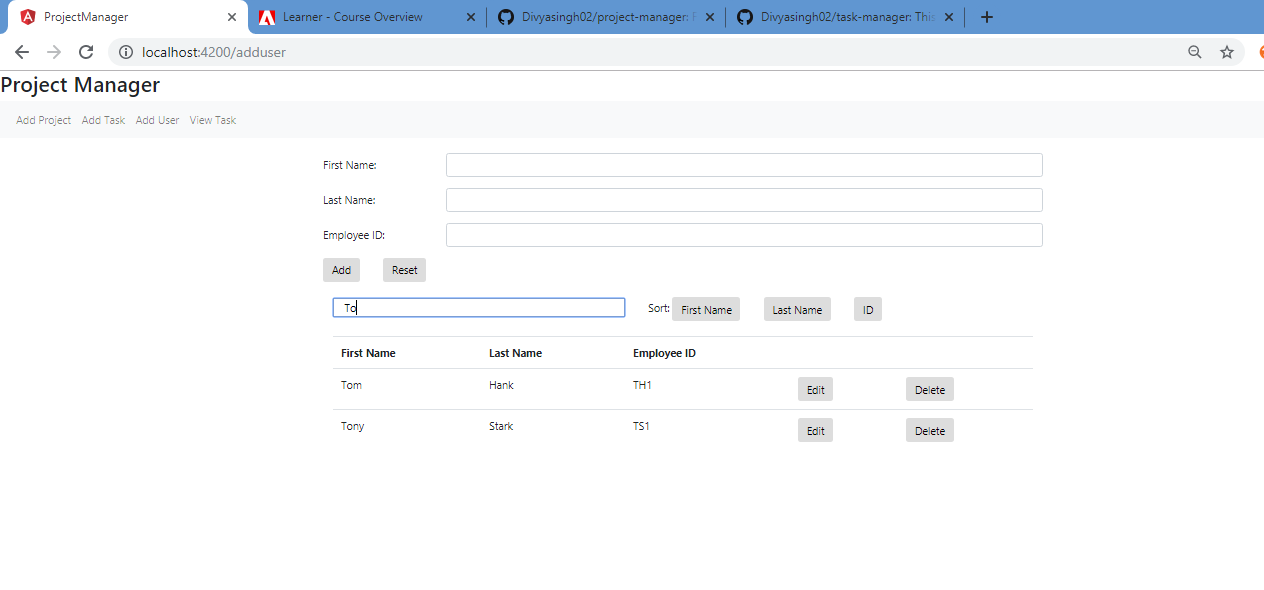 ProjectManager
Learner - Course Overview
Divyasingh02/project-manager:
Divyasingh02/task-manager: This
localhost:4200/adduser
Project Manager
Add Project Add Task Add User View Task
First Name:
Last Name:
Employee ID:
Add Reset
To Sort: First Name Last Name ID
First Name Last Name Employee ID
Tom Hank TH1 Edit Delete
Tony Stark TS1 Edit Delete